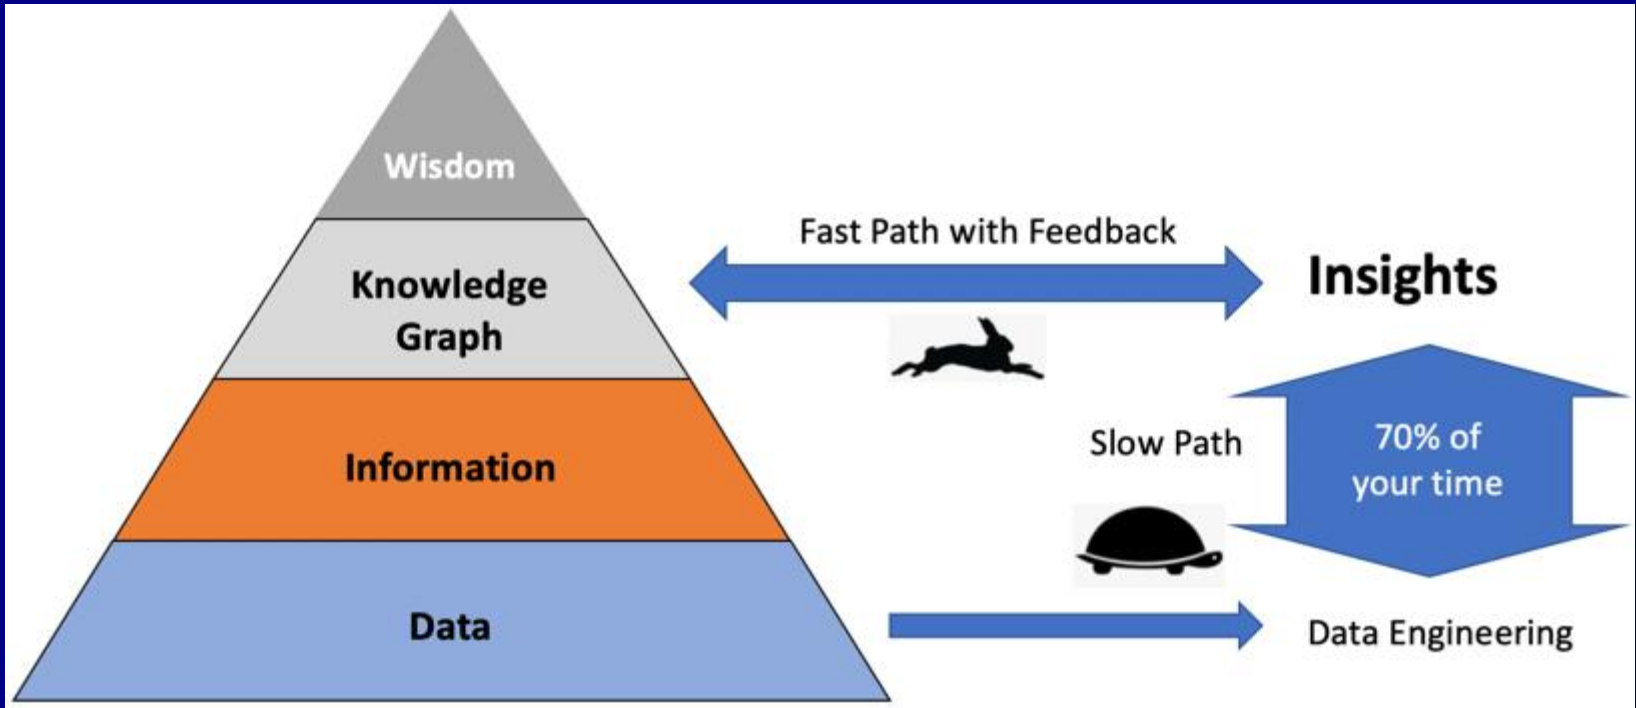 Wisdom
Knowledge
Graph
Information
Data
Fast Path with Feedback
Insights
Slow Path
70% of
your time
Data Engineering